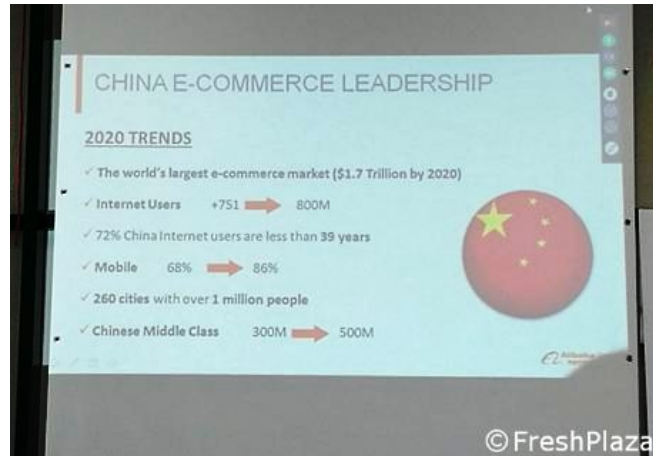 CHINA E-COMMERCE LEADERSHIP
2020 TRENDS
✓ The world's largest e-commerce market ($1.7 Trillion by 2020)
✓ Internet Users +751 800M
✓ 72% China Internet users are less than 39 years
✓ Mobile 68% 86%
✓ 260 cities with over 1 million people
✓ Chinese Middle Class 300M 500M
Alibaba
©FreshPlaza